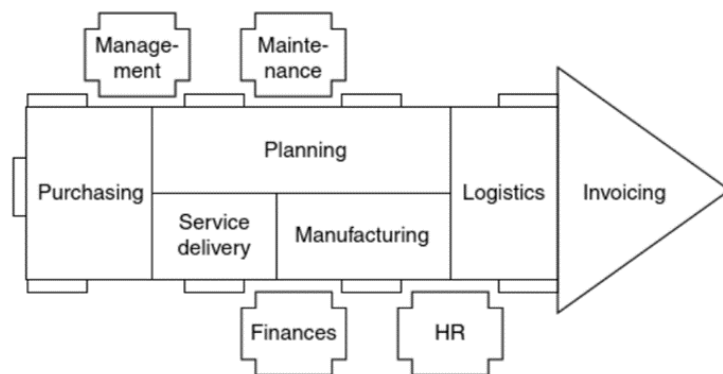 Manage-
ment
Mainte-
nance
Planning
Purchasing
Logistics
Invoicing
Service
delivery
Manufacturing
Finances
HR